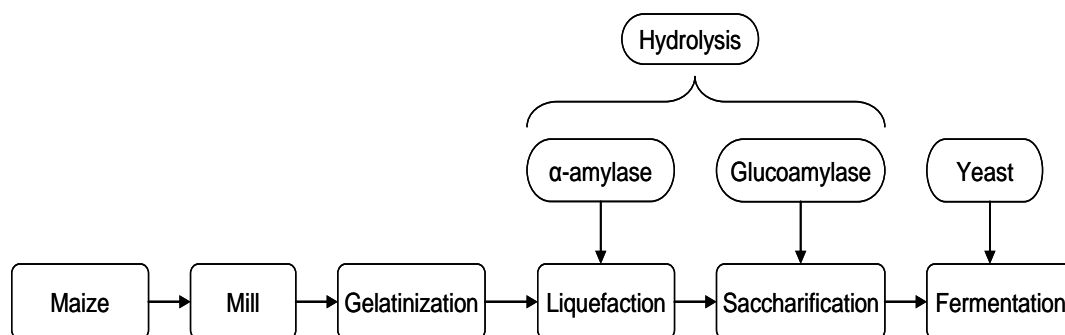 Hydrolysis
α-amylase
Glucoamylase
Yeast
Maize
Mill
Gelatinization
Liquefaction
Saccharification
Fermentation